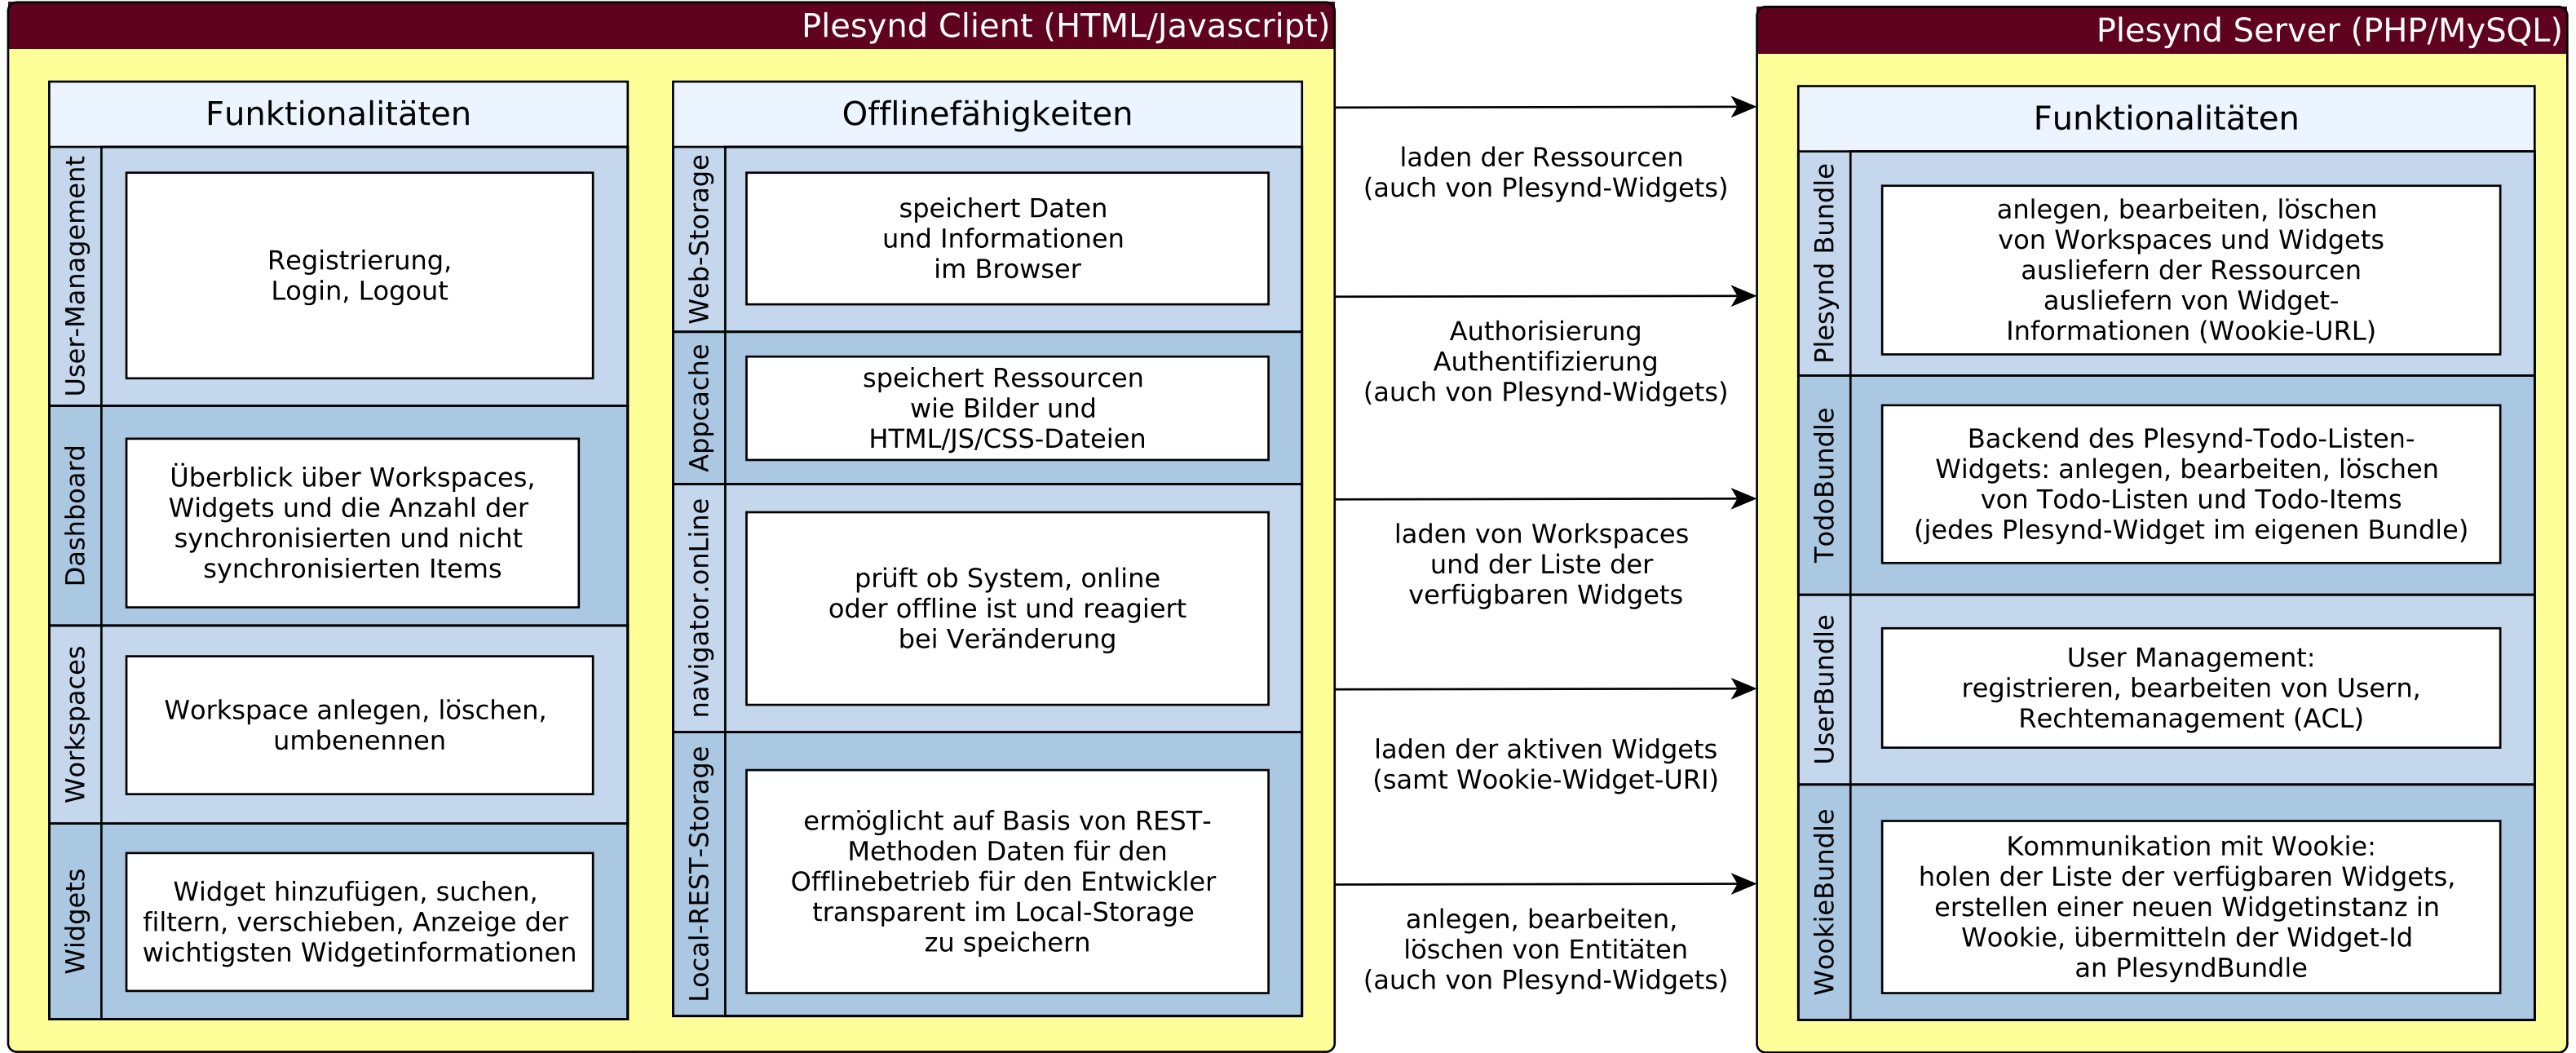 Plesynd Client (HTML/Javascript)
Funktionalitäten
User-Management
Registrierung,
Login, Logout
Dashboard
Überblick über Workspaces,
Widgets und die Anzahl der
synchronisierten und nicht
synchronisierten Items
Workspaces
Workspace anlegen, löschen,
umbenennen
Widgets
Widget hinzufügen, suchen,
filtern, verschieben, Anzeige der
wichtigsten Widgetinformationen
Offlinefähigkeiten
Web-Storage
speichert Daten
und Informationen
im Browser
Appcache
speichert Ressourcen
wie Bilder und
HTML/JS/CSS-Dateien
navigator.onLine
prüft ob System, online
oder offline ist und reagiert
bei Veränderung
Local-REST-Storage
ermöglicht auf Basis von REST-
Methoden Daten für den
Offlinebetrieb für den Entwickler
transparent im Local-Storage
zu speichern
laden der Ressourcen
(auch von Plesynd-Widgets)
Authorisierung
Authentifizierung
(auch von Plesynd-Widgets)
laden von Workspaces
und der Liste der
verfügbaren Widgets
laden der aktiven Widgets
(samt Wookie-Widget-URI)
anlegen, bearbeiten,
löschen von Entitäten
(auch von Plesynd-Widgets)
Plesynd Server (PHP/MySQL)
Funktionalitäten
Plesynd Bundle
anlegen, bearbeiten, löschen
von Workspaces und Widgets
ausliefern der Ressourcen
ausliefern von Widget-
Informationen (Wookie-URL)
TodoBundle
Backend des Plesynd-Todo-Listen-
Widgets: anlegen, bearbeiten, löschen
von Todo-Listen und Todo-Items
(jedes Plesynd-Widget im eigenen Bundle)
UserBundle
User Management:
registrieren, bearbeiten von Usern,
Rechtemanagement (ACL)
WookieBundle
Kommunikation mit Wookie:
holen der Liste der verfügbaren Widgets,
erstellen einer neuen Widgetinstanz in
Wookie, übermitteln der Widget-Id
an PlesyndBundle